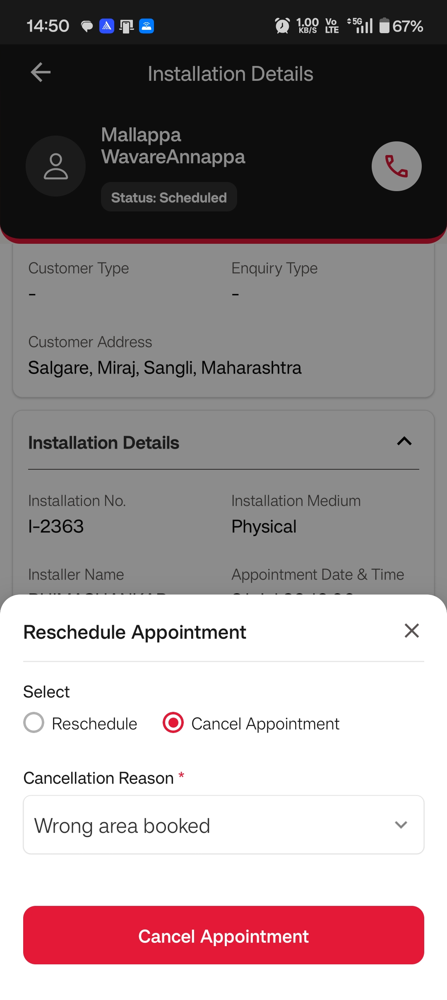 14:50
1.00 KB/S
Vo LTE
5G
67%
Installation Details
Mallappa
WavareAnnappa
Status: Scheduled
Customer Type
Enquiry Type
-
-
Customer Address
Salgare, Miraj, Sangli, Maharashtra
Installation Details
Installation No.
Installation Medium
I-2363
Physical
Installer Name
Appointment Date & Time
Reschedule Appointment
Select
Reschedule
Cancel Appointment
Cancellation Reason *
Wrong area booked
Cancel Appointment